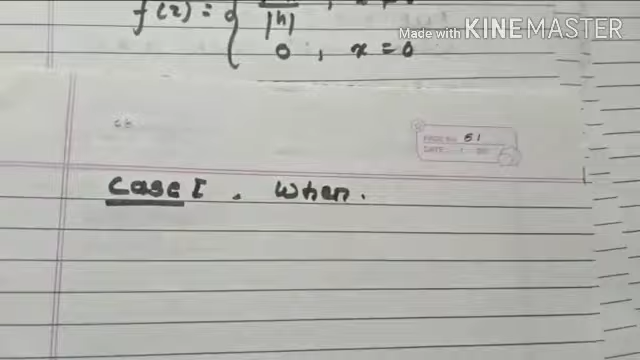 Made with KINEMASTER
f(x) = {
|h|
0 , x = 0
PAGE No. 51
DATE
Case I . When.